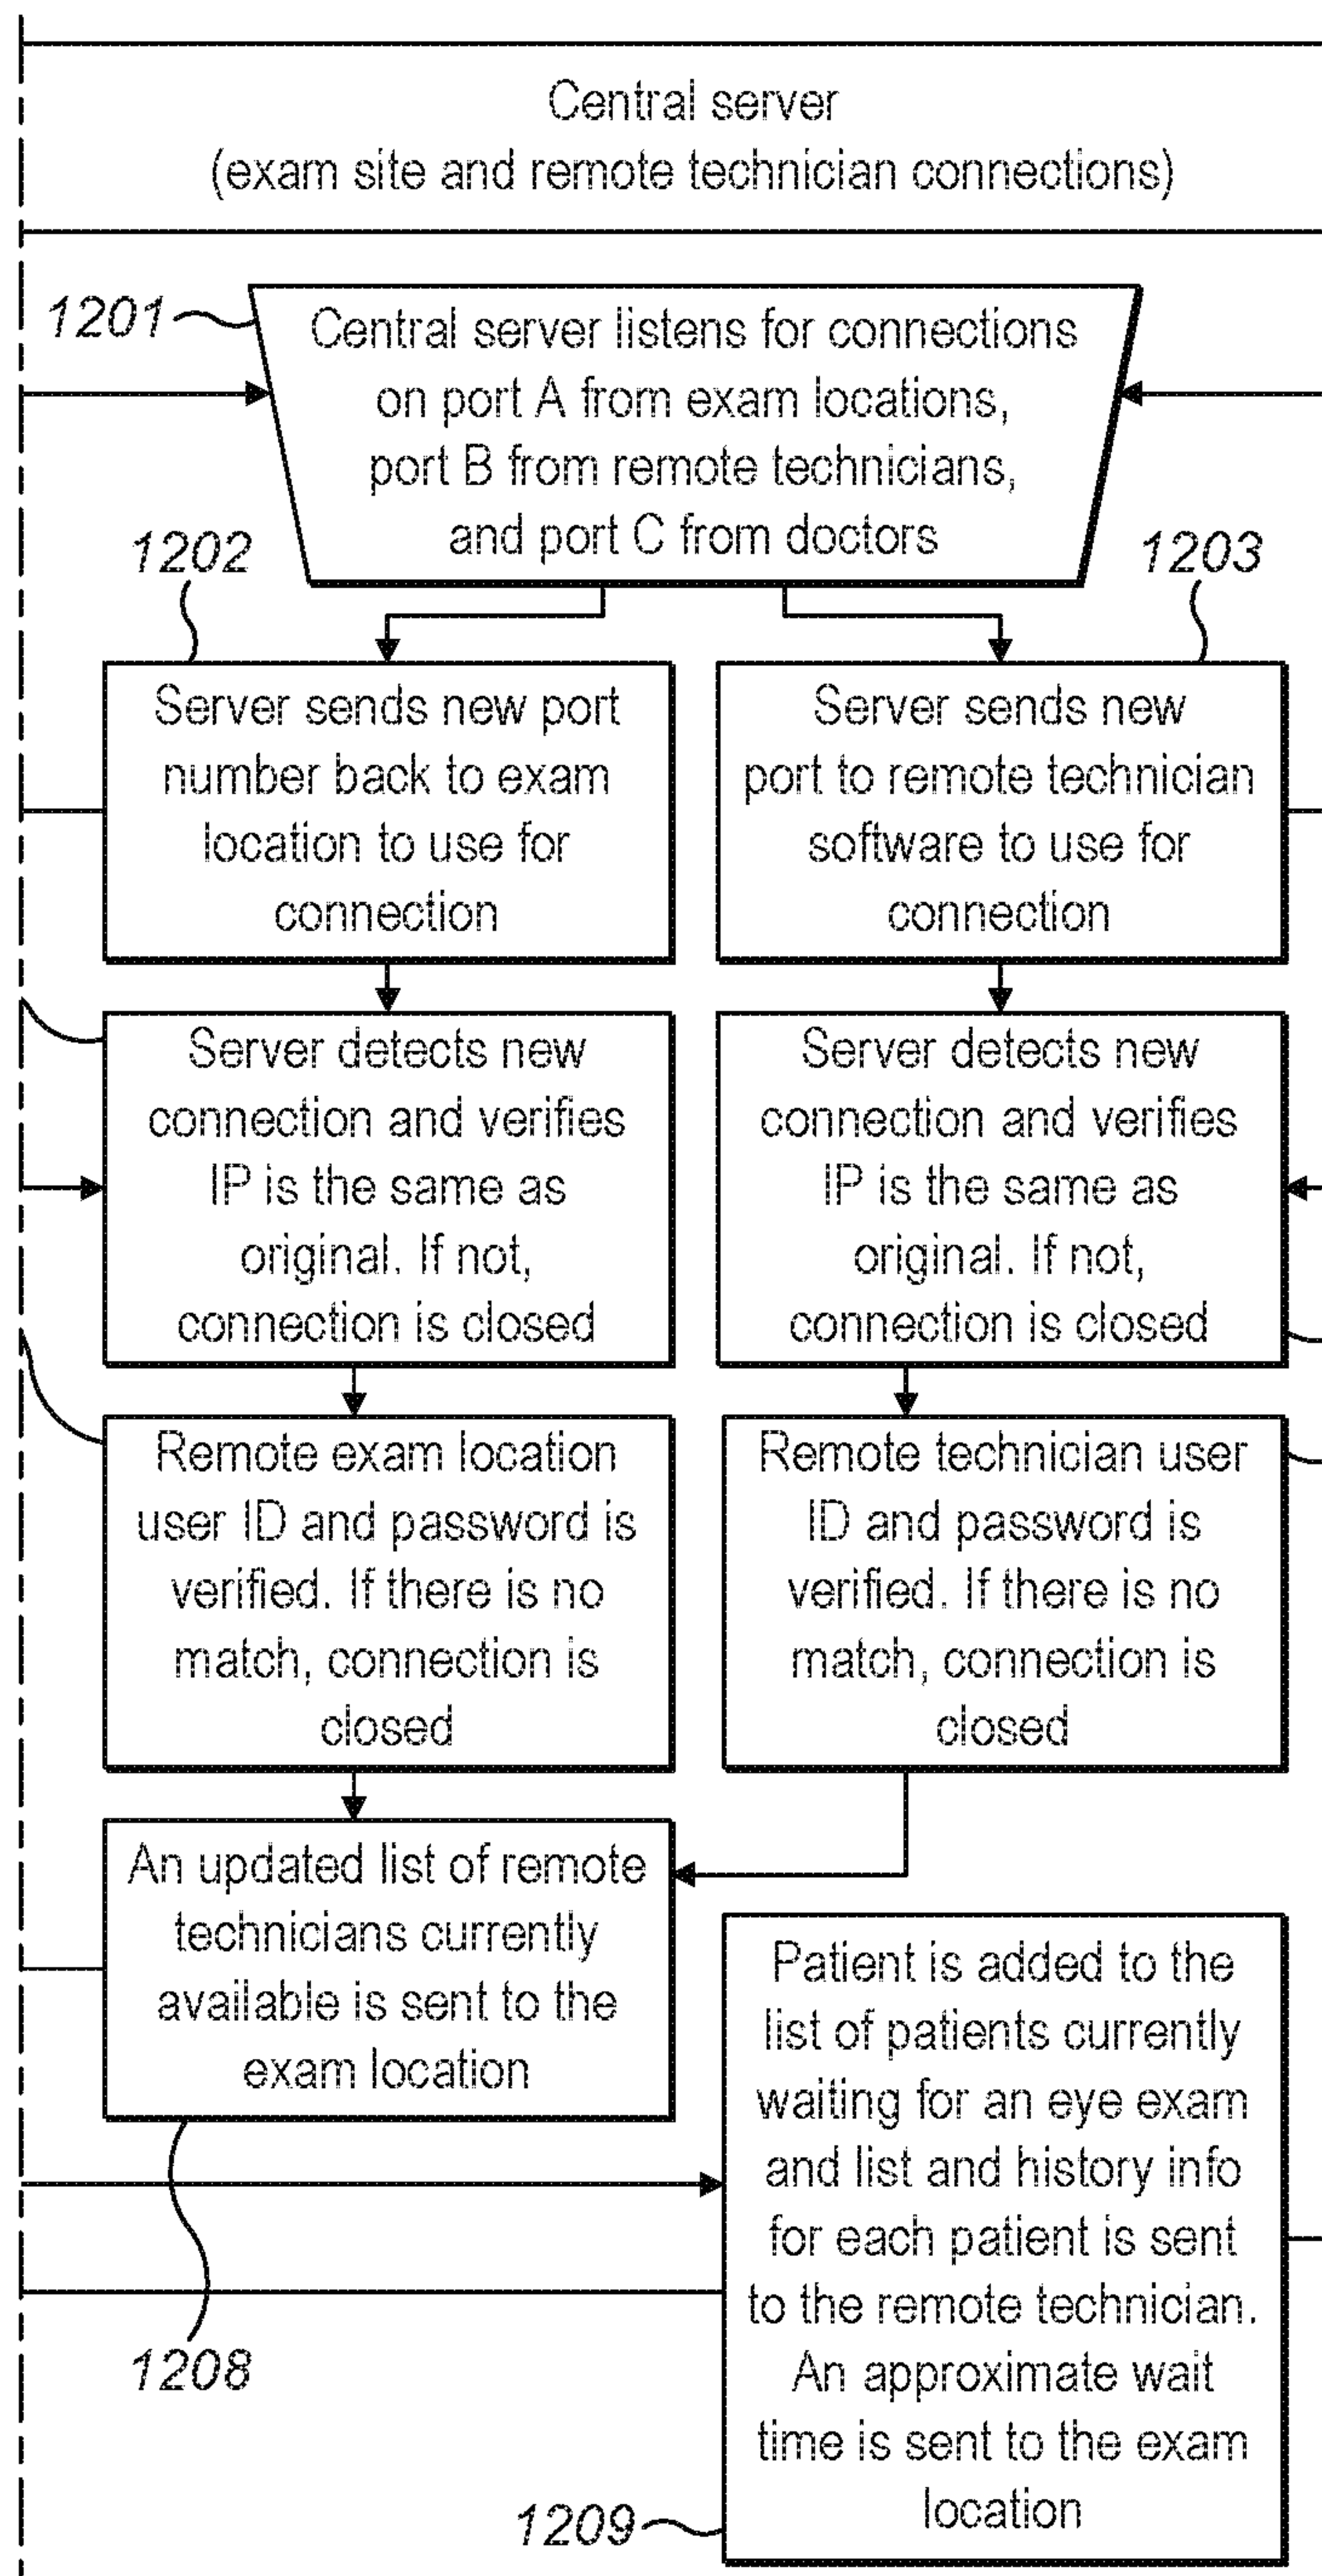 Central server
(exam site and remote technician connections)
1201
Central server listens for connections
on port A from exam locations,
port B from remote technicians,
and port C from doctors
1202
1203
Server sends new port
number back to exam
location to use for
connection
Server sends new
port to remote technician
software to use for
connection
Server detects new
connection and verifies
IP is the same as
original. If not,
connection is closed
Server detects new
connection and verifies
IP is the same as
original. If not,
connection is closed
Remote exam location
user ID and password is
verified. If there is no
match, connection is
closed
Remote technician user
ID and password is
verified. If there is no
match, connection is
closed
An updated list of remote
technicians currently
available is sent to the
exam location
1208
Patient is added to the
list of patients currently
waiting for an eye exam
and list and history info
for each patient is sent
to the remote technician.
An approximate wait
time is sent to the exam
location
1209